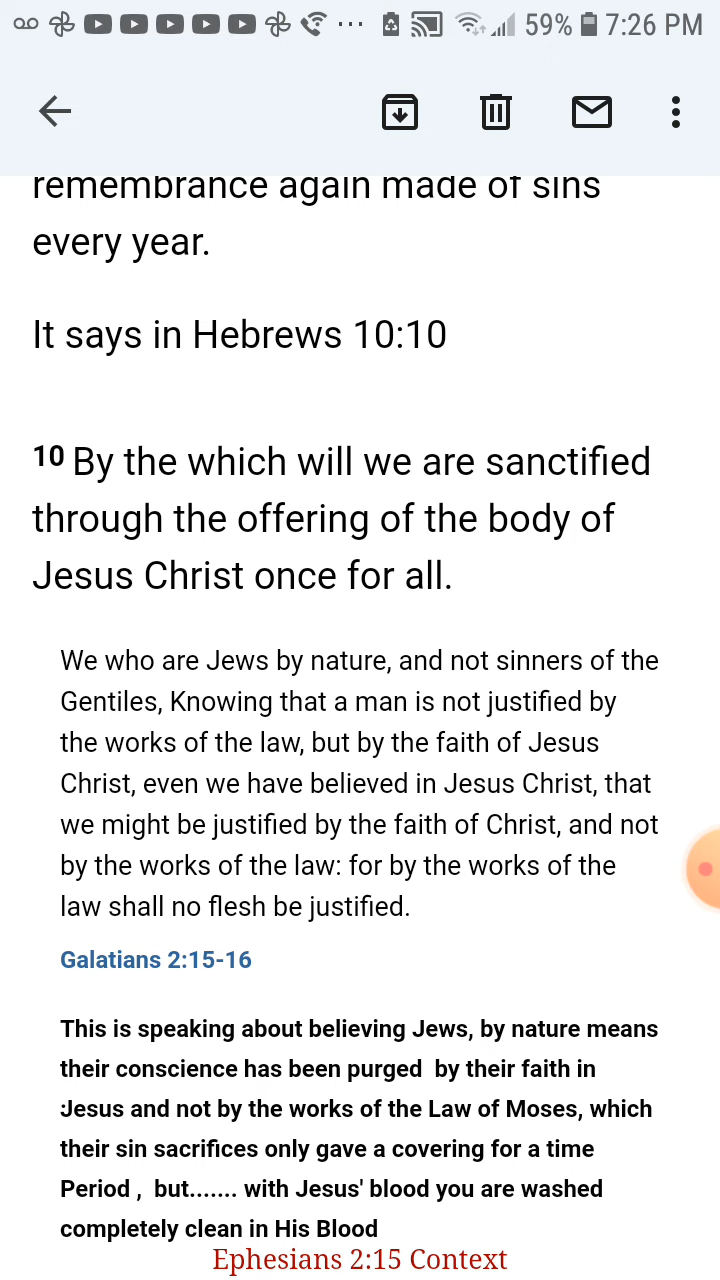 59% 7:26 PM
remembrance again made of sins
every year.
It says in Hebrews 10:10
10 By the which will we are sanctified
through the offering of the body of
Jesus Christ once for all.
We who are Jews by nature, and not sinners of the
Gentiles, Knowing that a man is not justified by
the works of the law, but by the faith of Jesus
Christ, even we have believed in Jesus Christ, that
we might be justified by the faith of Christ, and not
by the works of the law: for by the works of the
law shall no flesh be justified.
Galatians 2:15-16
This is speaking about believing Jews, by nature means
their conscience has been purged  by their faith in
Jesus and not by the works of the Law of Moses, which
their sin sacrifices only gave a covering for a time
Period ,  but....... with Jesus' blood you are washed
completely clean in His Blood
Ephesians 2:15 Context